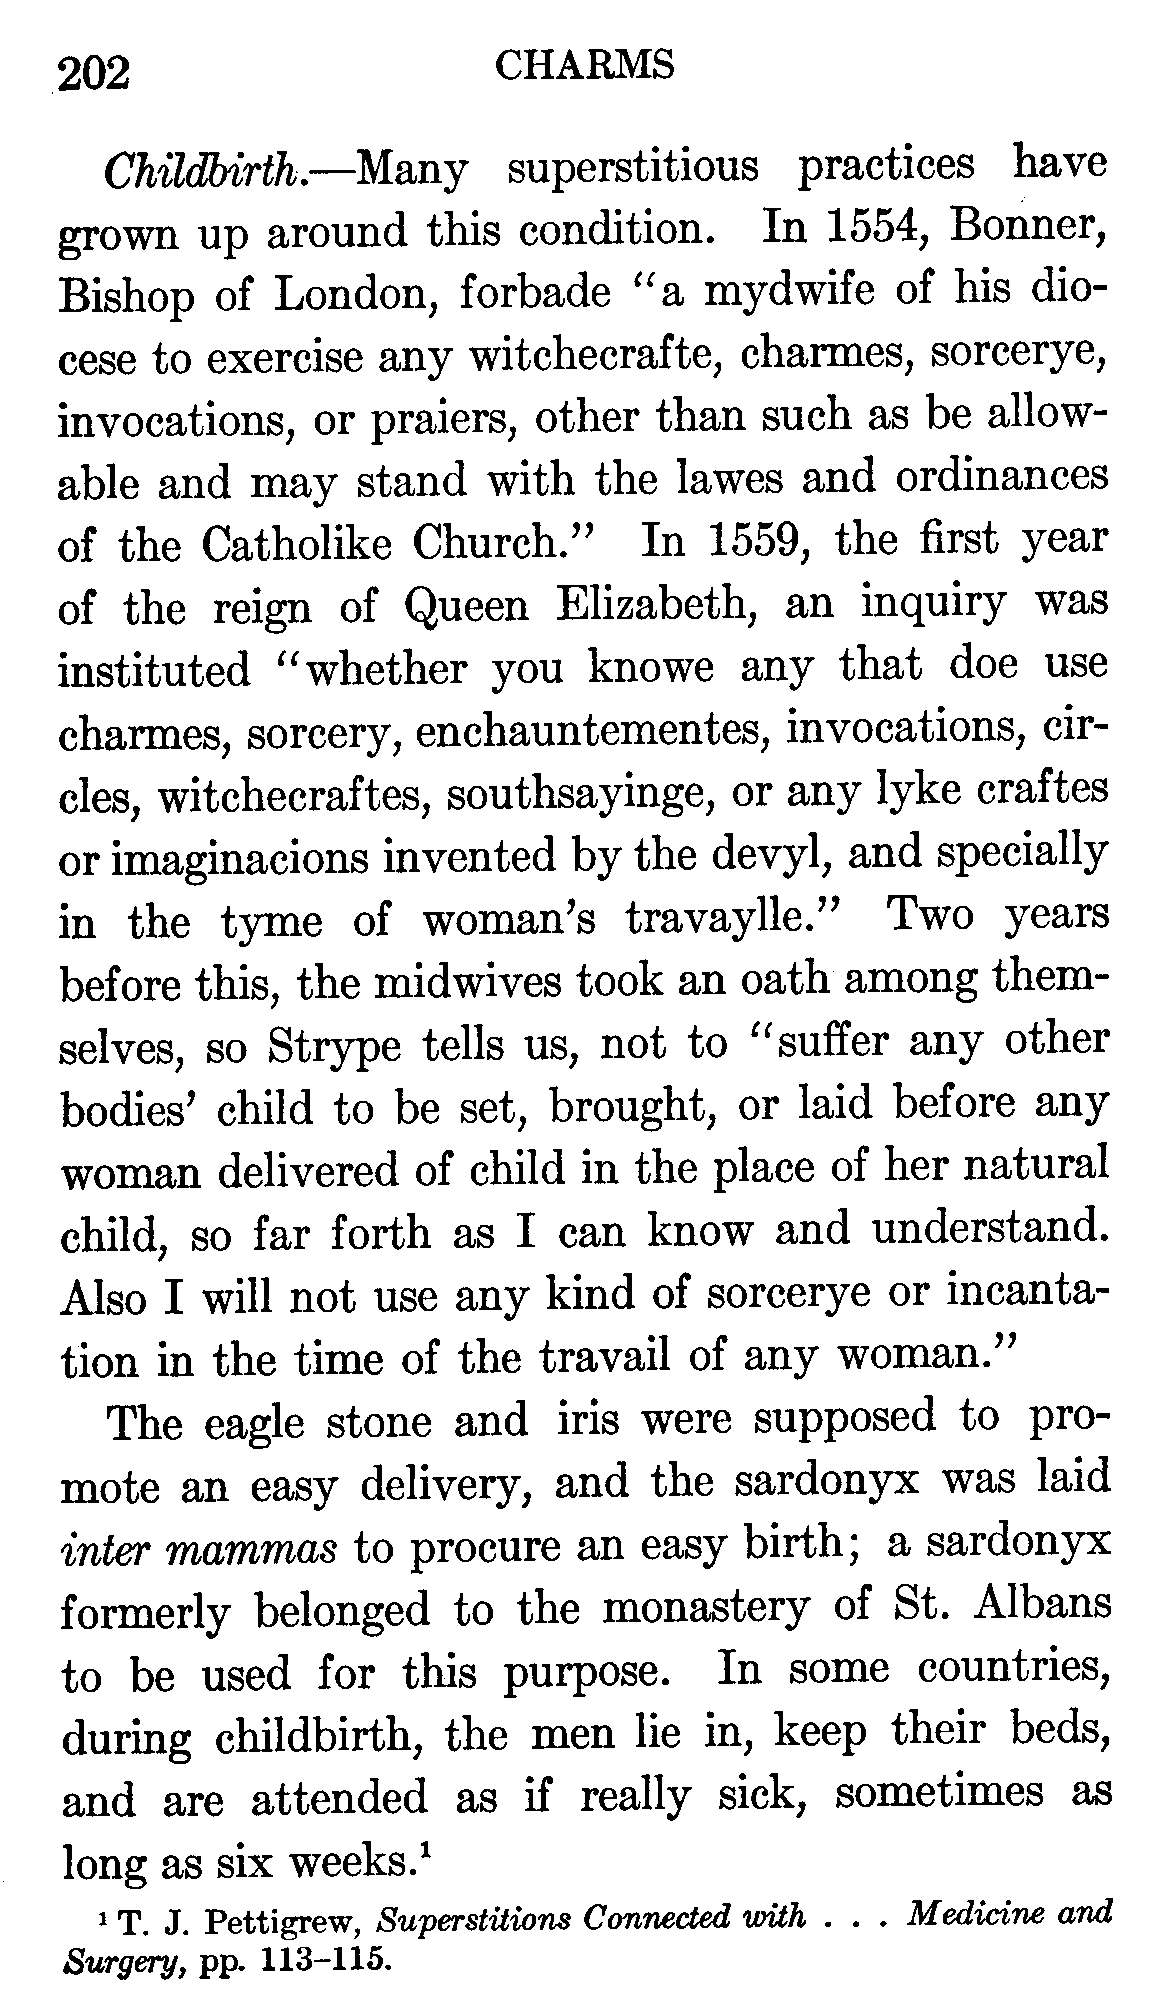 202 CHARMS
Childbirth.—Many superstitious practices have
grown up around this condition. In 1554, Bonner,
Bishop of London, forbade "a mydwife of his dio-
cese to exercise any witchecrafte, charmes, sorcerye,
invocations, or praiers, other than such as be allow-
able and may stand with the lawes and ordinances
of the Catholike Church." In 1559, the first year
of the reign of Queen Elizabeth, an inquiry was
instituted "whether you knowe any that doe use
charmes, sorcery, enchauntementes, invocations, cir-
cles, witchecraftes, southsayinge, or any lyke craftes
or imaginacions invented by the devyl, and specially
in the tyme of woman's travaylle." Two years
before this, the midwives took an oath among them-
selves, so Strype tells us, not to "suffer any other
bodies' child to be set, brought, or laid before any
woman delivered of child in the place of her natural
child, so far forth as I can know and understand.
Also I will not use any kind of sorcerye or incanta-
tion in the time of the travail of any woman."
The eagle stone and iris were supposed to pro-
mote an easy delivery, and the sardonyx was laid
inter mammas to procure an easy birth; a sardonyx
formerly belonged to the monastery of St. Albans
to be used for this purpose. In some countries,
during childbirth, the men lie in, keep their beds,
and are attended as if really sick, sometimes as
long as six weeks.¹
¹ T. J. Pettigrew, Superstitions Connected with . . . Medicine and
Surgery, pp. 113–115.